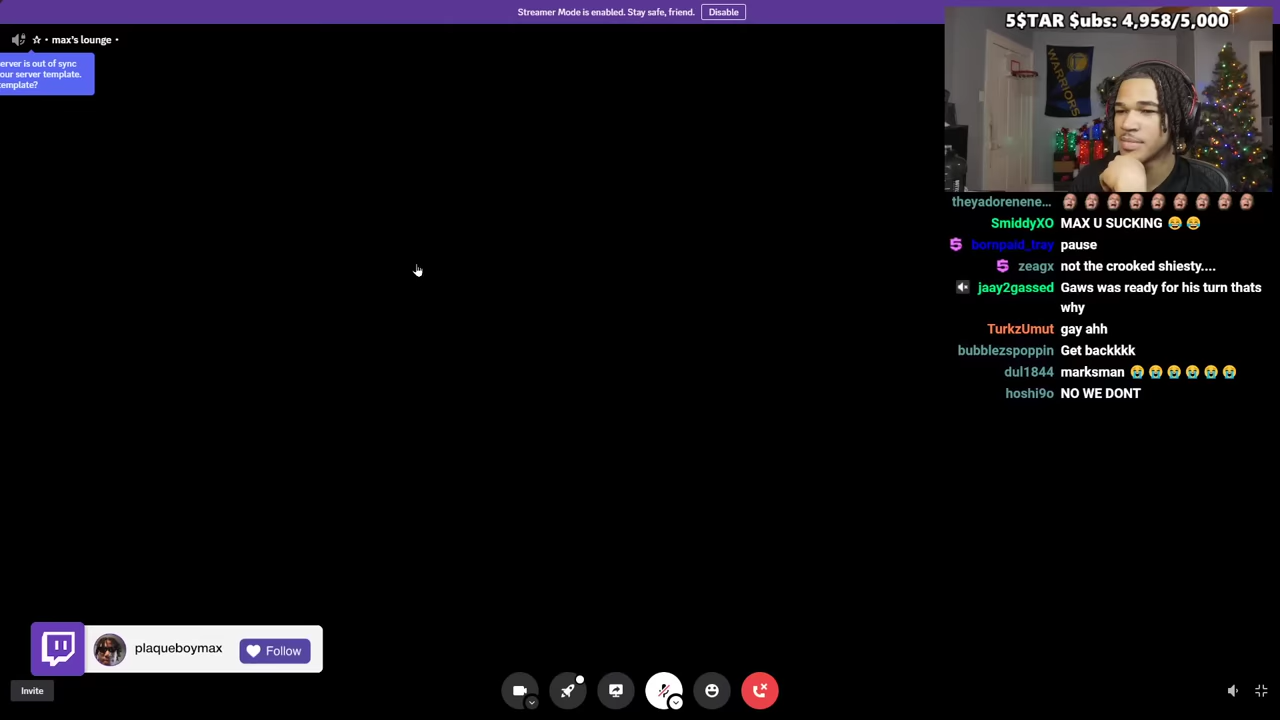 Streamer Mode is enabled. Stay safe, friend. Disable
5$TAR $ubs: 4,958/5,000
☆ • max's lounge •
erver is out of sync
our server template.
template?
WARRIORS
theyadorenene...
SmiddyXO MAX U SUCKING 😂 😂
bornpaid_tray pause
zeagx not the crooked shiesty....
jaay2gassed Gaws was ready for his turn thats
why
TurkzUmut gay ahh
bubblezspoppin Get backkkk
dul1844 marksman 😭 😭 😭 😭 😭 😭
hoshi9o NO WE DONT
plaqueboymax Follow
Invite